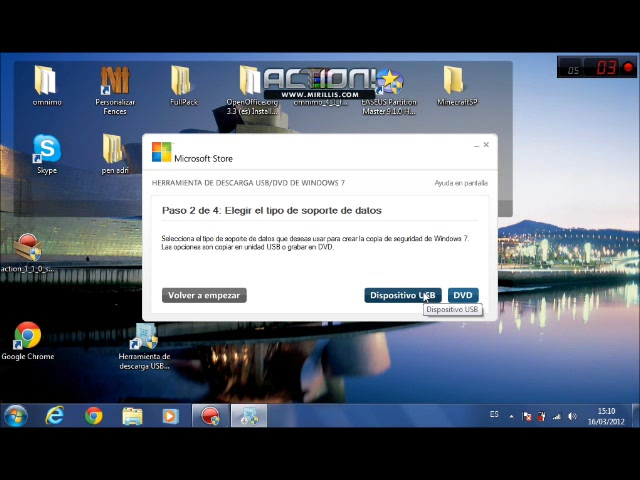 ACTION!
WWW.MIRILLIS.COM
05 03
omnimo
Personalizar
Fences
FullPack
OpenOffice.org
3.3 (es) Install...
omnimo_4_1_f...
EASEUS Partition
Master 9.1.0 H...
MinecraftSP
Skype
pen adri
Microsoft Store
HERRAMIENTA DE DESCARGA USB/DVD DE WINDOWS 7
Ayuda en pantalla
Paso 2 de 4: Elegir el tipo de soporte de datos
Selecciona el tipo de soporte de datos que deseas usar para crear la copia de seguridad de Windows 7.
Las opciones son copiar en unidad USB o grabar en DVD.
Volver a empezar
Dispositivo USB
DVD
Dispositivo USB
action_1_1_0_s...
Google Chrome
Herramienta de
descarga USB...
ES
15:10
16/03/2012